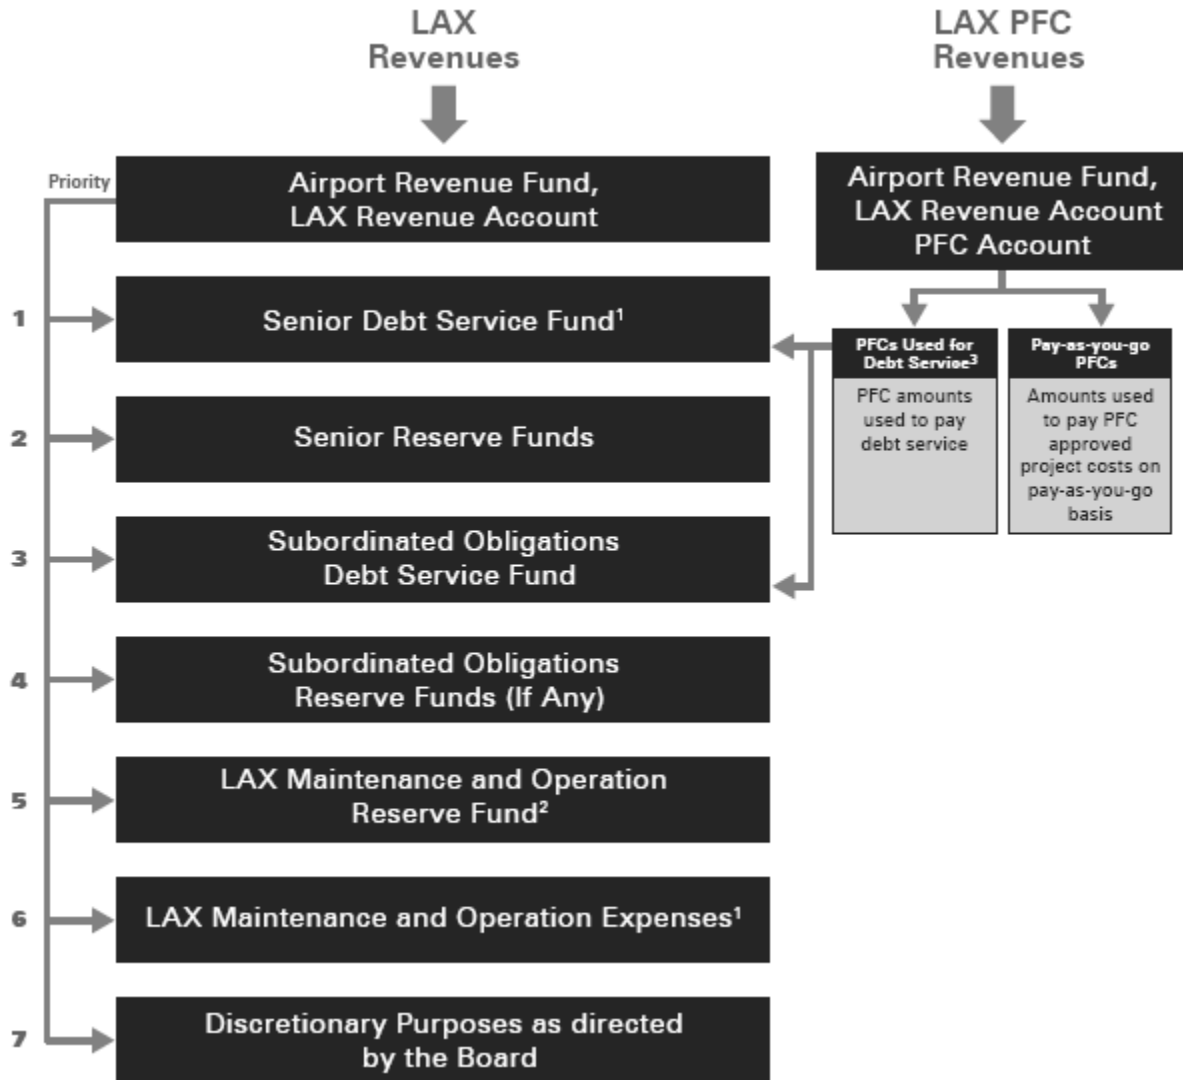 LAX
Revenues
LAX PFC
Revenues
Priority
Airport Revenue Fund,
LAX Revenue Account
Airport Revenue Fund,
LAX Revenue Account
PFC Account
1
Senior Debt Service Fund¹
PFCs Used for
Debt Service³
PFC amounts
used to pay
debt service
Pay-as-you-go
PFCs
Amounts used
to pay PFC
approved
project costs on
pay-as-you-go
basis
2
Senior Reserve Funds
3
Subordinated Obligations
Debt Service Fund
4
Subordinated Obligations
Reserve Funds (If Any)
5
LAX Maintenance and Operation
Reserve Fund²
6
LAX Maintenance and Operation Expenses¹
7
Discretionary Purposes as directed
by the Board